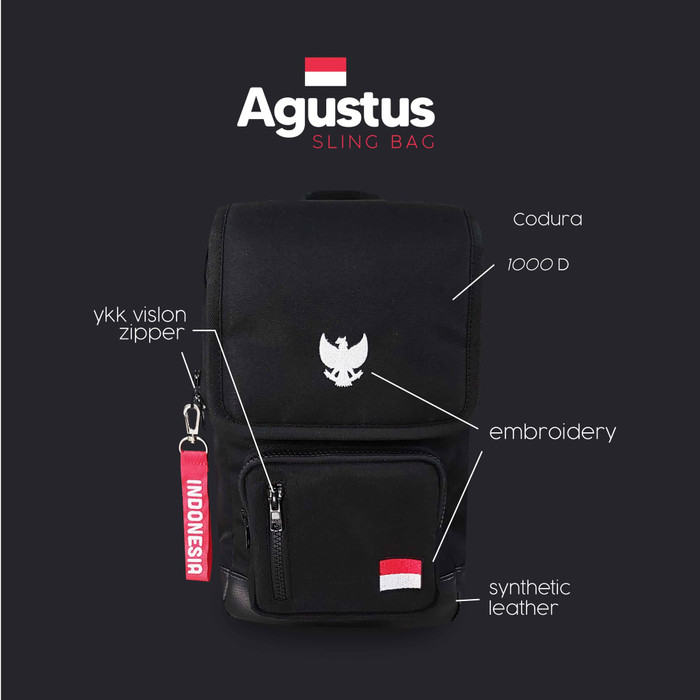 Agustus
SLING BAG
Codura
1000 D
ykk vislon
zipper
embroidery
INDONESIA
synthetic
leather